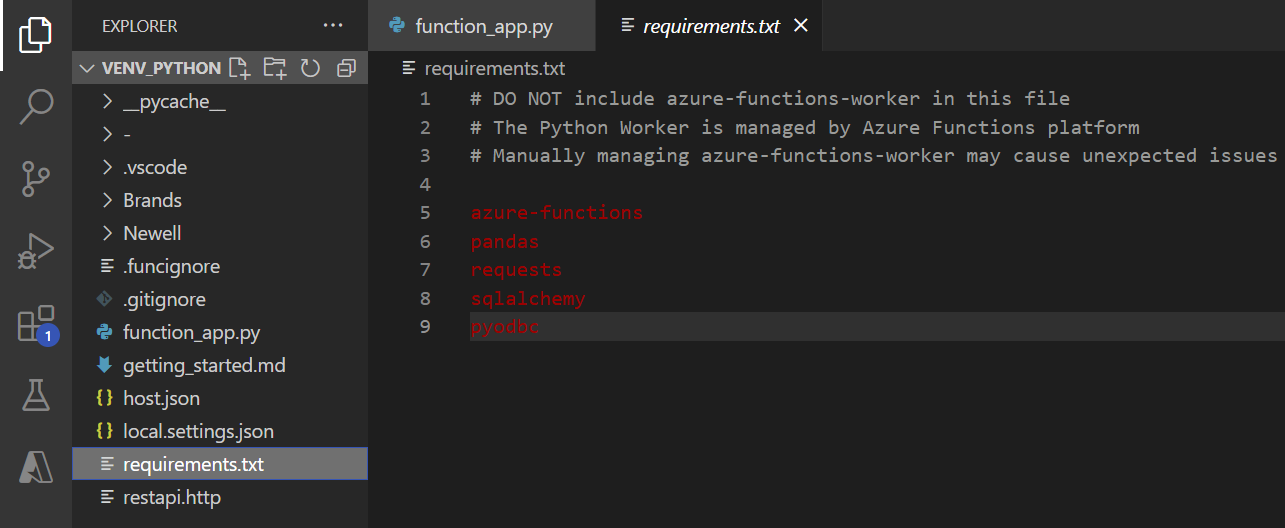 EXPLORER
···
VENV_PYTHON
__pycache__
-
.vscode
Brands
Newell
.funcignore
.gitignore
function_app.py
getting_started.md
{} host.json
{} local.settings.json
requirements.txt
restapi.http
1
function_app.py
requirements.txt
requirements.txt
1 # DO NOT include azure-functions-worker in this file
2 # The Python Worker is managed by Azure Functions platform
3 # Manually managing azure-functions-worker may cause unexpected issues
4
5 azure-functions
6 pandas
7 requests
8 sqlalchemy
9 pyodbc